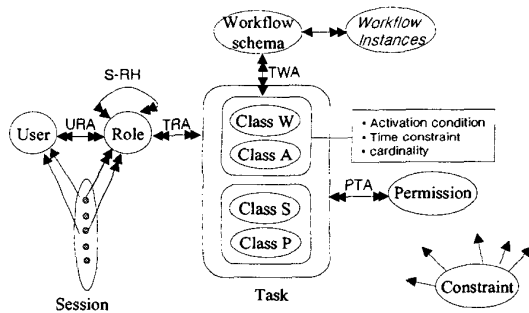 Workflow
schema
Workflow
Instances
TWA
S-RH
User
URA
Role
TRA
Class W
Class A
• Activation condition
• Time constraint
• cardinality
Class S
Class P
PTA
Permission
Session
Task
Constraint